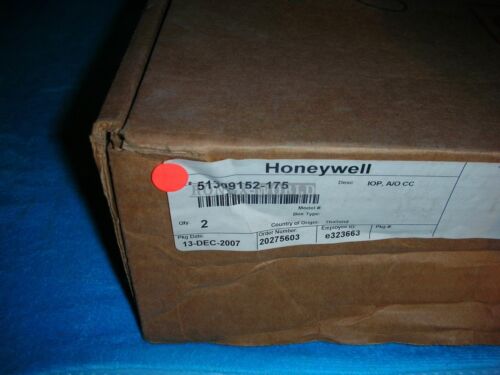 Honeywell
51309152-175 Desc: IOP, A/O CC
Model #:
Box Type:
Qty: 2 Country of Origin: Thailand
Pkg Date: Order Number: Employee ID: Pkg #:
13-DEC-2007 20275603 e323663